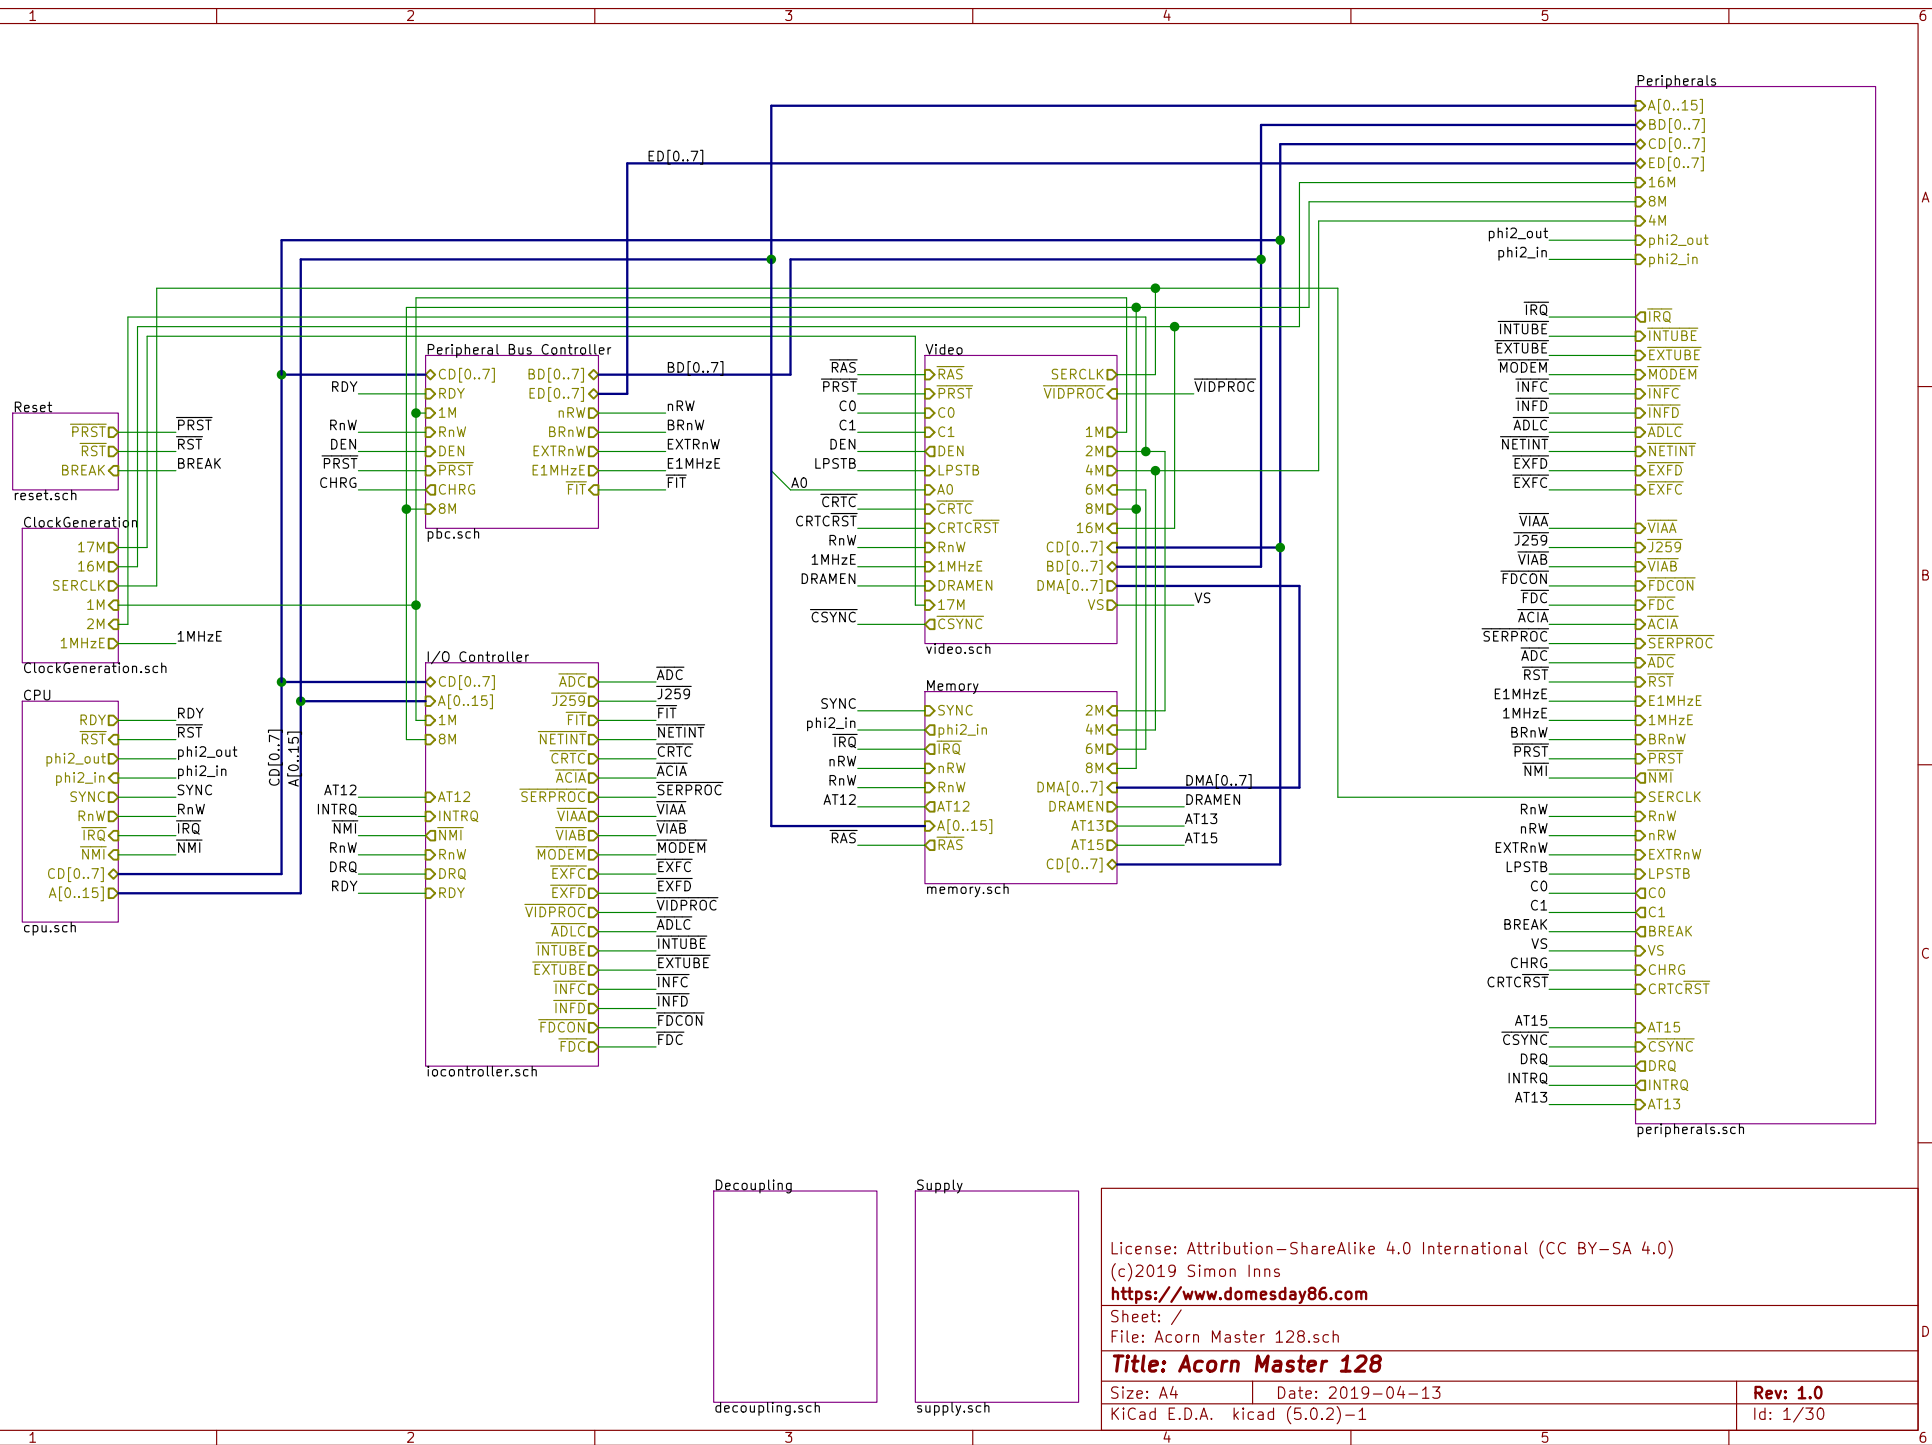 1 2 3 4 5 6
A
B
C
D
Peripherals
A[0..15]
BD[0..7]
CD[0..7]
ED[0..7]
16M
8M
4M
phi2_out phi2_out
phi2_in phi2_in
IRQ IRQ
INTUBE INTUBE
EXTUBE EXTUBE
MODEM MODEM
INFC INFC
INFD INFD
ADLC ADLC
NETINT NETINT
EXFD EXFD
EXFC EXFC
VIAA VIAA
J259 J259
VIAB VIAB
FDCON FDCON
FDC FDC
ACIA ACIA
SERPROC SERPROC
ADC ADC
RST RST
E1MHzE E1MHzE
1MHzE 1MHzE
BRnW BRnW
PRST PRST
NMI NMI
SERCLK
RnW RnW
nRW nRW
EXTRnW EXTRnW
LPSTB LPSTB
C0 C0
C1 C1
BREAK BREAK
VS VS
CHRG CHRG
CRTCRST CRTCRST
AT15 AT15
CSYNC CSYNC
DRQ DRQ
INTRQ INTRQ
AT13 AT13
peripherals.sch
ED[0..7]
Peripheral Bus Controller
CD[0..7] BD[0..7] BD[0..7]
RDY RDY ED[0..7]
1M nRW nRW
RnW RnW BRnW BRnW
DEN DEN EXTRnW EXTRnW
PRST PRST E1MHzE E1MHzE
CHRG CHRG FIT FIT
8M
pbc.sch
Video
RAS RAS SERCLK
PRST PRST VIDPROC VIDPROC
C0 C0
C1 C1 1M
DEN DEN 2M
LPSTB LPSTB 4M
A0 A0 6M
CRTC CRTC 8M
CRTCRST CRTCRST 16M
RnW RnW CD[0..7]
1MHzE 1MHzE BD[0..7]
DRAMEN DRAMEN DMA[0..7]
17M VS VS
CSYNC CSYNC
video.sch
Reset
PRST PRST
RST RST
BREAK BREAK
reset.sch
ClockGeneration
17M
16M
SERCLK
1M
2M
1MHzE 1MHzE
ClockGeneration.sch
CPU
RDY RDY
RST RST
phi2_out phi2_out
phi2_in phi2_in
SYNC SYNC
RnW RnW
IRQ IRQ
NMI NMI
CD[0..7]
A[0..15]
cpu.sch
CD[0..7]
A[0..15]
I/O Controller
CD[0..7] ADC ADC
A[0..15] J259 J259
1M FIT FIT
8M NETINT NETINT
CRTC CRTC
ACIA ACIA
AT12 AT12 SERPROC SERPROC
INTRQ INTRQ VIAA VIAA
NMI NMI VIAB VIAB
RnW RnW MODEM MODEM
DRQ DRQ EXFC EXFC
RDY RDY EXFD EXFD
VIDPROC VIDPROC
ADLC ADLC
INTUBE INTUBE
EXTUBE EXTUBE
INFC INFC
INFD INFD
FDCON FDCON
FDC FDC
iocontroller.sch
Memory
SYNC SYNC 2M
phi2_in phi2_in 4M
IRQ IRQ 6M
nRW nRW 8M
RnW RnW DMA[0..7] DMA[0..7]
AT12 AT12 DRAMEN DRAMEN
A[0..15] AT13 AT13
RAS RAS AT15 AT15
CD[0..7]
memory.sch
Decoupling
decoupling.sch
Supply
supply.sch
License: Attribution-ShareAlike 4.0 International (CC BY-SA 4.0)
(c)2019 Simon Inns
https://www.domesday86.com
Sheet: /
File: Acorn Master 128.sch
Title: Acorn Master 128
Size: A4 Date: 2019-04-13 Rev: 1.0
KiCad E.D.A. kicad (5.0.2)-1 Id: 1/30
1 2 3 4 5 6